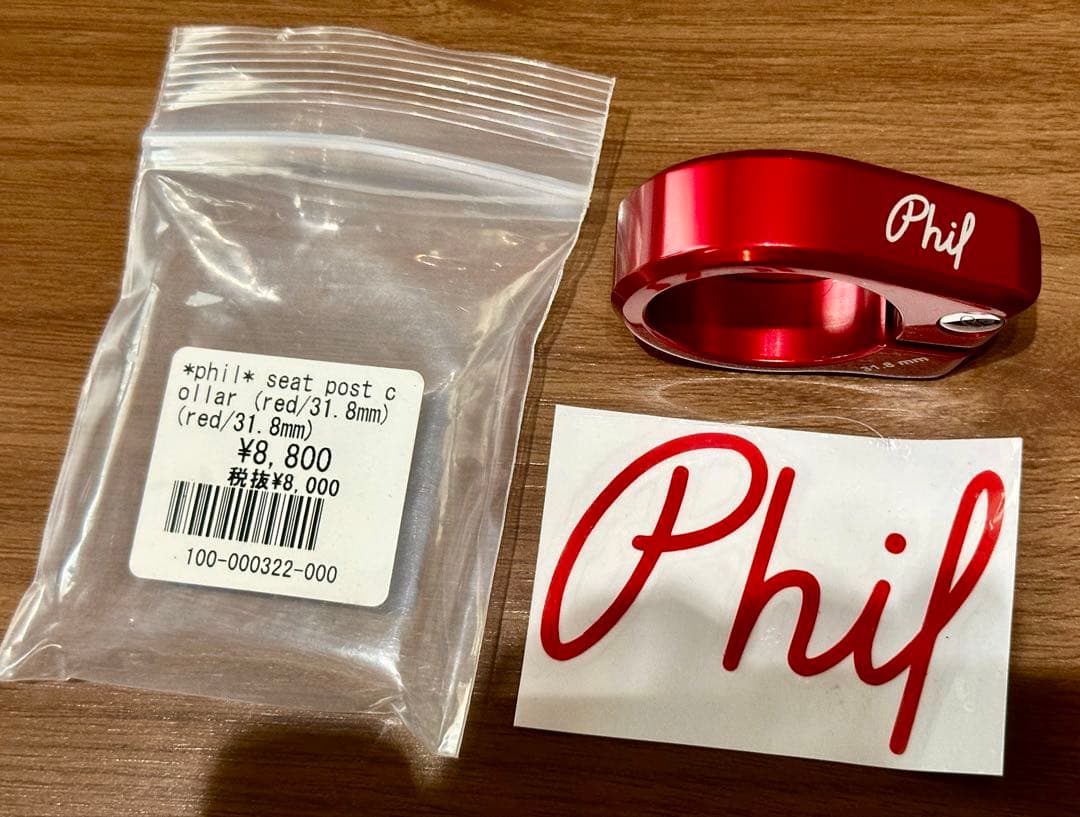 *phil* seat post c
ollar (red/31.8mm)
(red/31.8mm)
¥8,800
税抜¥8,000
100-000322-000
Phil
31.8 mm
Phil